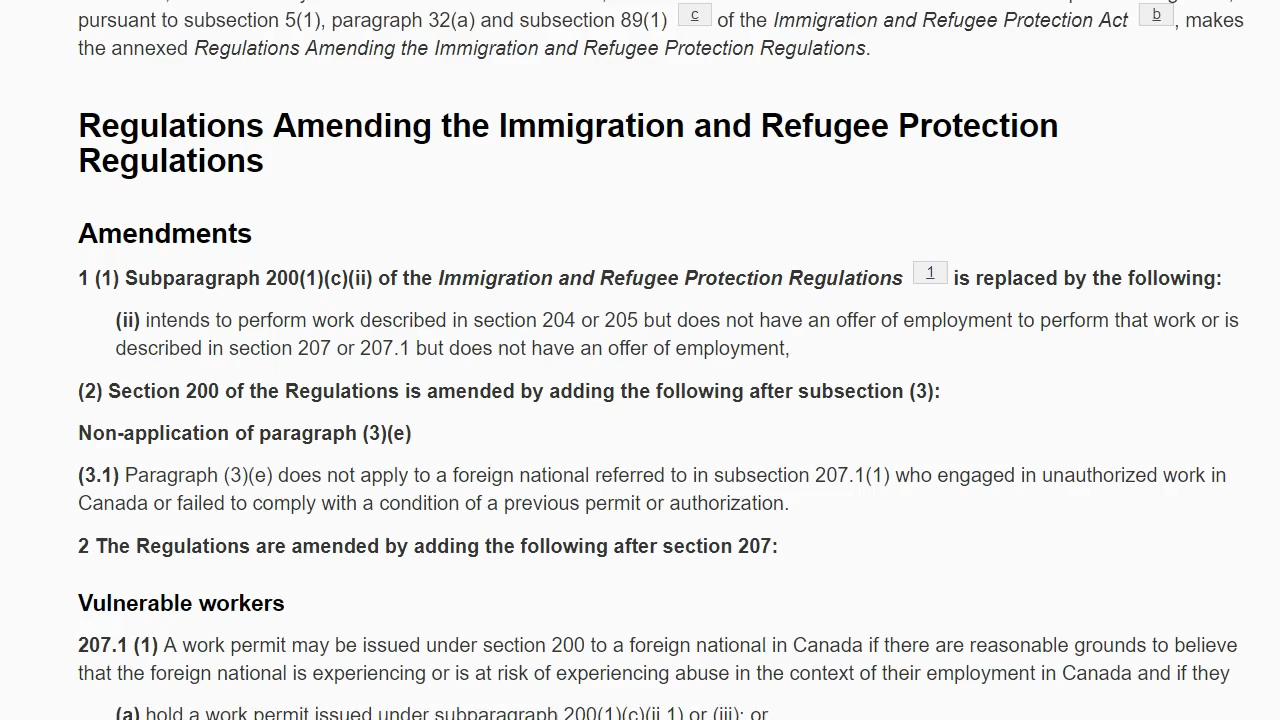 pursuant to subsection 5(1), paragraph 32(a) and subsection 89(1) c of the Immigration and Refugee Protection Act b , makes
the annexed Regulations Amending the Immigration and Refugee Protection Regulations.
Regulations Amending the Immigration and Refugee Protection
Regulations
Amendments
1 (1) Subparagraph 200(1)(c)(ii) of the Immigration and Refugee Protection Regulations 1 is replaced by the following:
(ii) intends to perform work described in section 204 or 205 but does not have an offer of employment to perform that work or is
described in section 207 or 207.1 but does not have an offer of employment,
(2) Section 200 of the Regulations is amended by adding the following after subsection (3):
Non-application of paragraph (3)(e)
(3.1) Paragraph (3)(e) does not apply to a foreign national referred to in subsection 207.1(1) who engaged in unauthorized work in
Canada or failed to comply with a condition of a previous permit or authorization.
2 The Regulations are amended by adding the following after section 207:
Vulnerable workers
207.1 (1) A work permit may be issued under section 200 to a foreign national in Canada if there are reasonable grounds to believe
that the foreign national is experiencing or is at risk of experiencing abuse in the context of their employment in Canada and if they
(a) hold a work permit issued under subparagraph 200(1)(c)(ii.1) or (iii); or